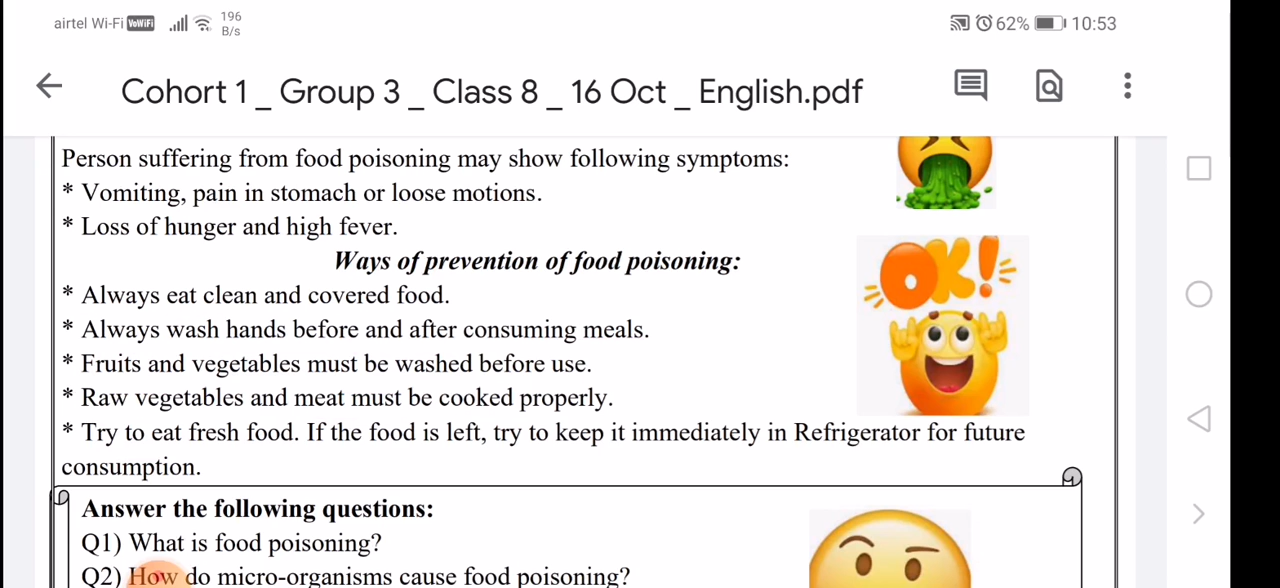 airtel Wi-Fi VoWiFi 196 B/s 62% 10:53
Cohort 1 _ Group 3 _ Class 8 _ 16 Oct _ English.pdf
Person suffering from food poisoning may show following symptoms:
* Vomiting, pain in stomach or loose motions.
* Loss of hunger and high fever.
Ways of prevention of food poisoning:
OK!
* Always eat clean and covered food.
* Always wash hands before and after consuming meals.
* Fruits and vegetables must be washed before use.
* Raw vegetables and meat must be cooked properly.
* Try to eat fresh food. If the food is left, try to keep it immediately in Refrigerator for future
consumption.
Answer the following questions:
Q1) What is food poisoning?
Q2) How do micro-organisms cause food poisoning?